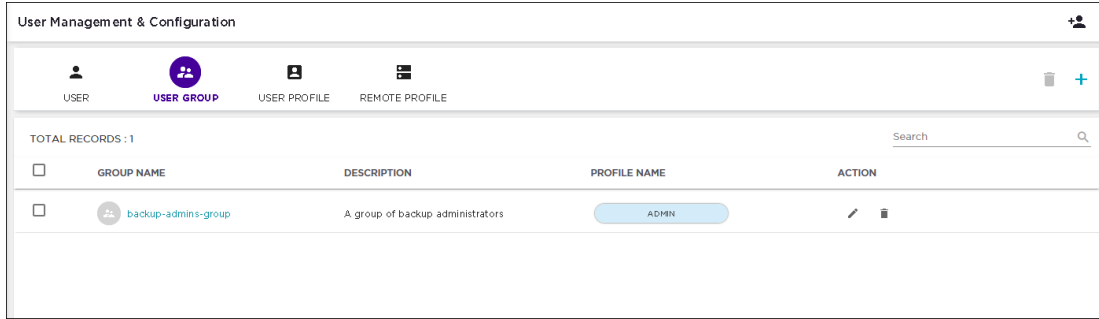 User Management & Configuration
USER
USER GROUP
USER PROFILE
REMOTE PROFILE
TOTAL RECORDS : 1
Search
GROUP NAME DESCRIPTION PROFILE NAME ACTION
backup-admins-group A group of backup administrators ADMIN